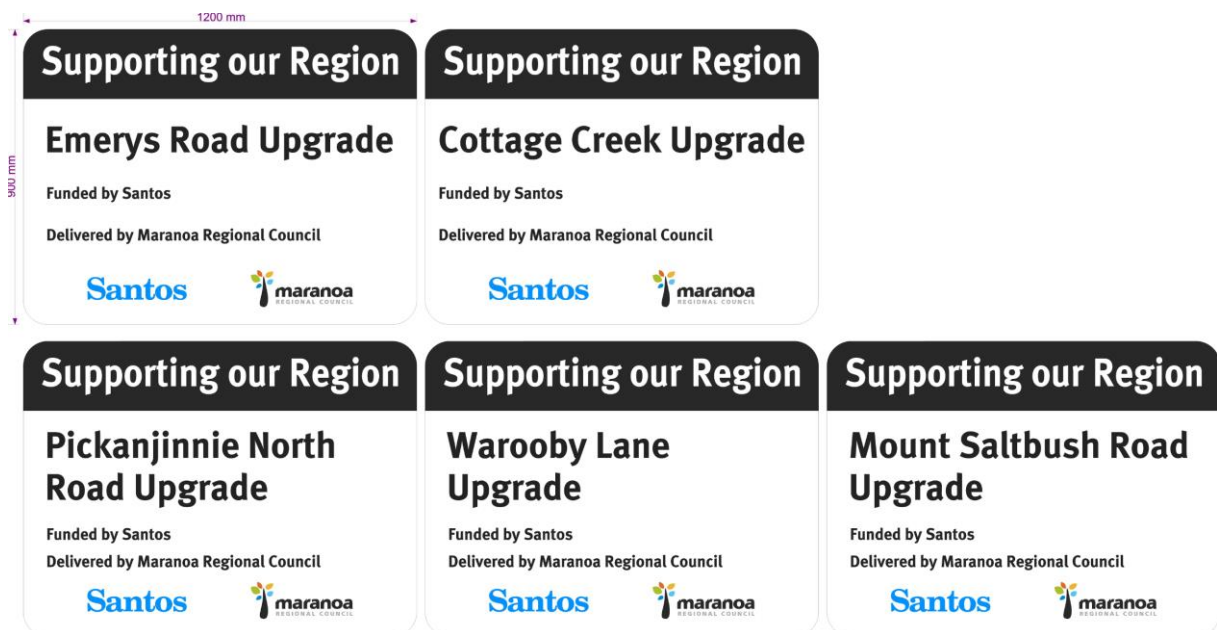 1200 mm
900 mm
Supporting our Region
Emerys Road Upgrade
Funded by Santos
Delivered by Maranoa Regional Council
Santos
maranoa
REGIONAL COUNCIL
Supporting our Region
Cottage Creek Upgrade
Funded by Santos
Delivered by Maranoa Regional Council
Santos
maranoa
REGIONAL COUNCIL
Supporting our Region
Pickanjinnie North
Road Upgrade
Funded by Santos
Delivered by Maranoa Regional Council
Santos
maranoa
REGIONAL COUNCIL
Supporting our Region
Warooby Lane
Upgrade
Funded by Santos
Delivered by Maranoa Regional Council
Santos
maranoa
REGIONAL COUNCIL
Supporting our Region
Mount Saltbush Road
Upgrade
Funded by Santos
Delivered by Maranoa Regional Council
Santos
maranoa
REGIONAL COUNCIL